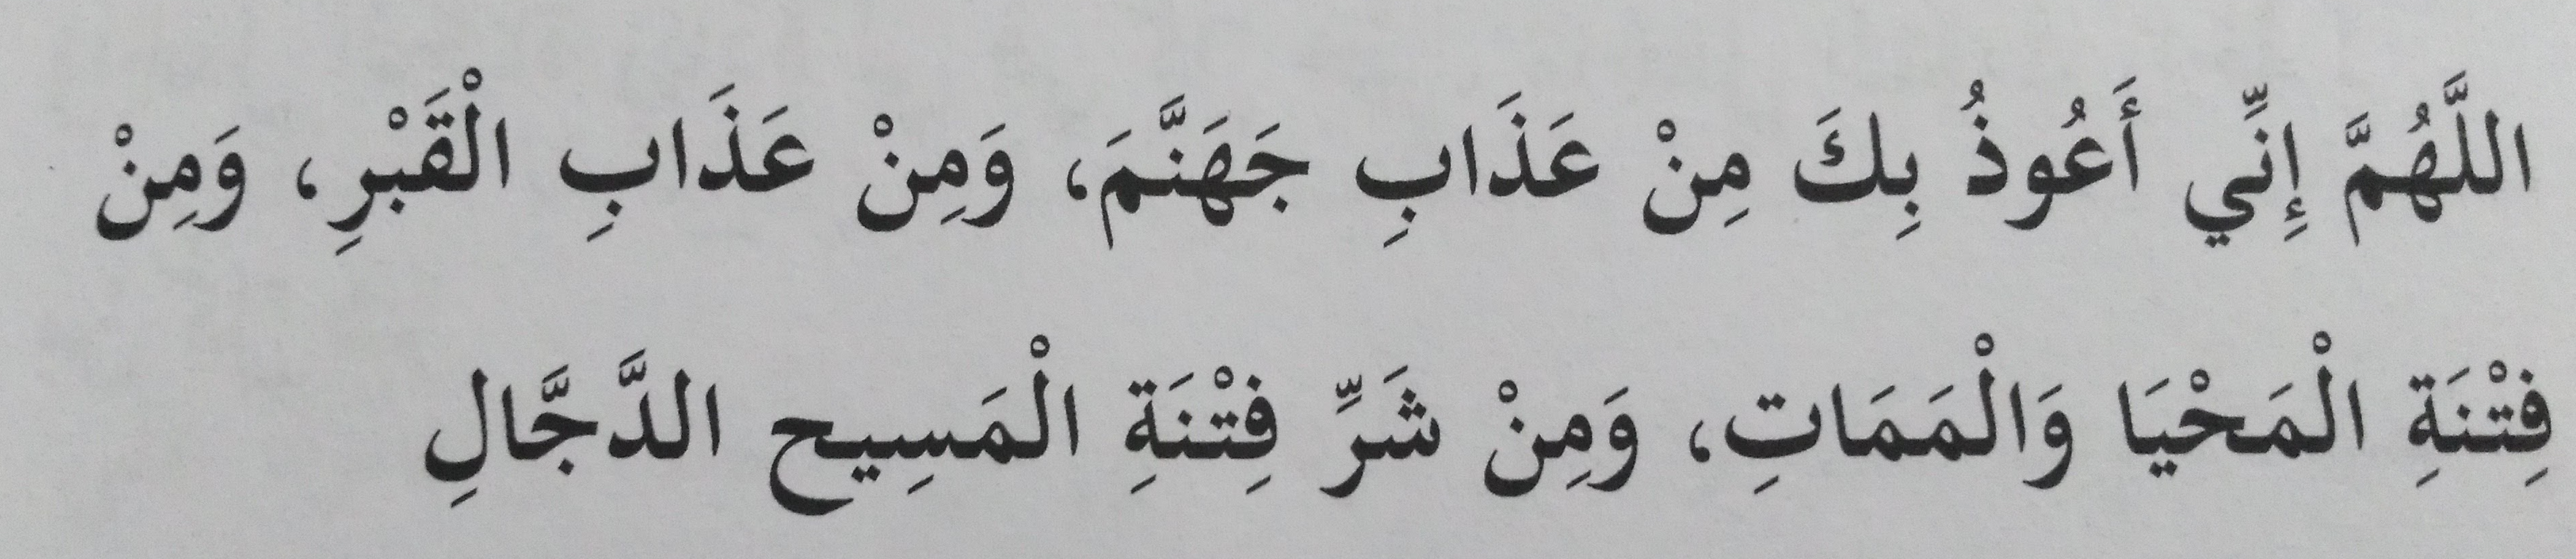 اللَّهُمَّ إِنِّي أَعُوذُ بِكَ مِنْ عَذَابِ جَهَنَّمَ، وَمِنْ عَذَابِ الْقَبْرِ، وَمِنْ
فِتْنَةِ الْمَحْيَا وَالْمَمَاتِ، وَمِنْ شَرِّ فِتْنَةِ الْمَسِيح الدَّجَّالِ